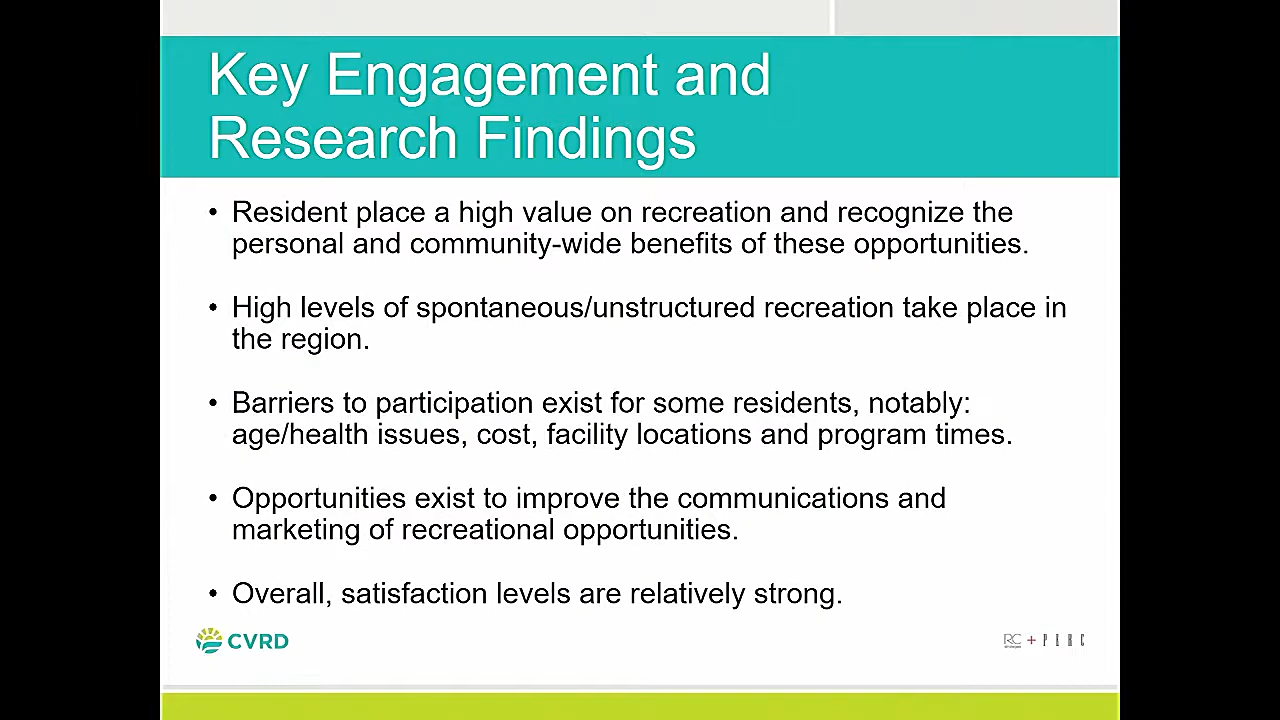 Key Engagement and
Research Findings
• Resident place a high value on recreation and recognize the
personal and community-wide benefits of these opportunities.
• High levels of spontaneous/unstructured recreation take place in
the region.
• Barriers to participation exist for some residents, notably:
age/health issues, cost, facility locations and program times.
• Opportunities exist to improve the communications and
marketing of recreational opportunities.
• Overall, satisfaction levels are relatively strong.
CVRD
RC + PERC